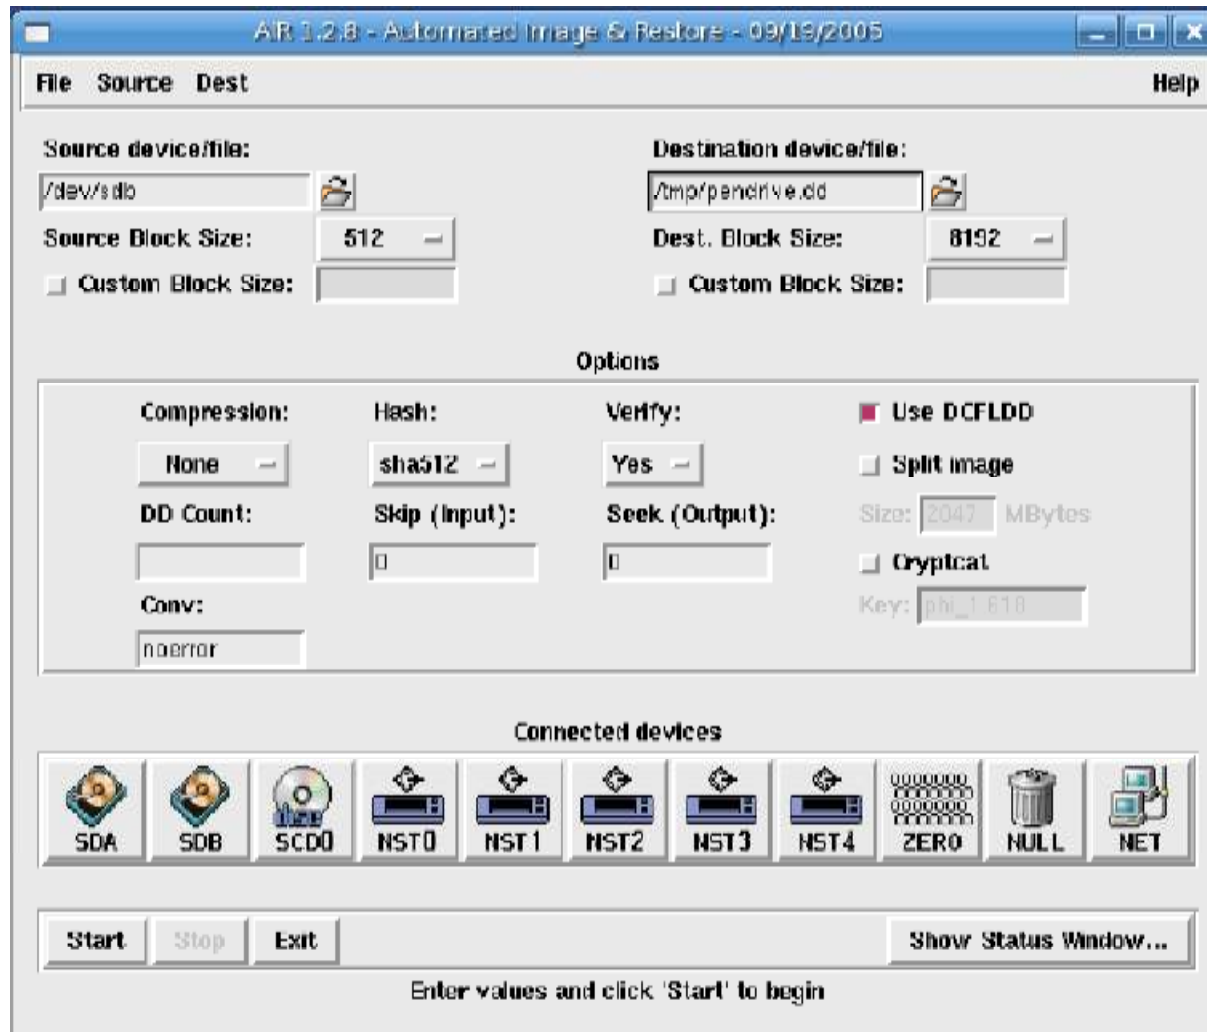 AIR 1.2.8 - Automated Image & Restore - 09/19/2005
File Source Dest Help
Source device/file: Destination device/file:
/dev/sdb /tmp/pendrive.dd
Source Block Size: 512 Dest. Block Size: 8192
Custom Block Size: Custom Block Size:
Options
Compression: Hash: Verify: Use DCFLDD
None sha512 Yes Split image
DD Count: Skip (Input): Seek (Output): Size: 2047 MBytes
0 0 Cryptcat
Conv: Key: phi_1.618
noerror
Connected devices
SDA SDB SCD0 NST0 NST1 NST2 NST3 NST4 ZERO NULL NET
Start Stop Exit Show Status Window...
Enter values and click 'Start' to begin